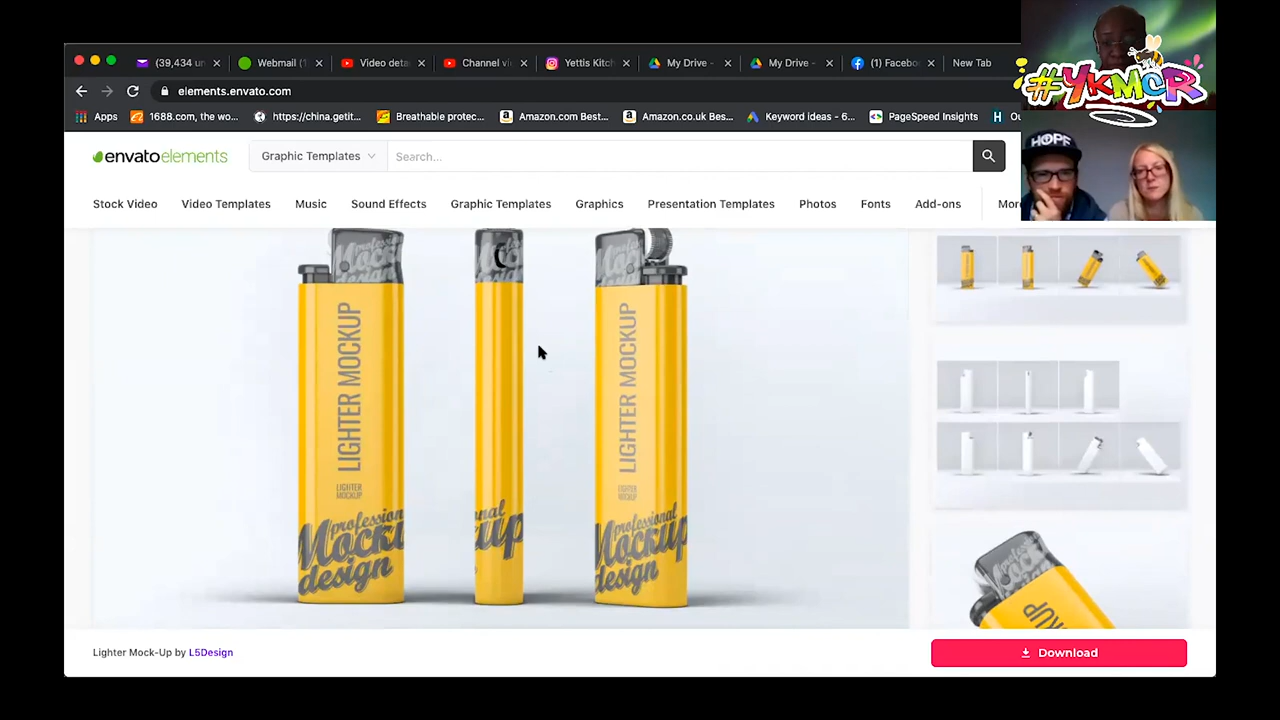 (39,434 un
Webmail (1
Video deta
Channel vi
Yettis Kitch
My Drive -
My Drive -
(1) Faceboo
New Tab
elements.envato.com
Apps
1688.com, the wo...
https://china.getit...
Breathable protec...
Amazon.com Best...
Amazon.co.uk Bes...
Keyword ideas - 6...
PageSpeed Insights
#YKMCR
HOPE
envatoelements
Graphic Templates
Search...
Stock Video
Video Templates
Music
Sound Effects
Graphic Templates
Graphics
Presentation Templates
Photos
Fonts
Add-ons
More
LIGHTER MOCKUP
LIGHTER
MOCKUP
professional
Mockup
design
LIGHTER MOCKUP
LIGHTER
MOCKUP
professional
Mockup
design
Lighter Mock-Up by L5Design
Download